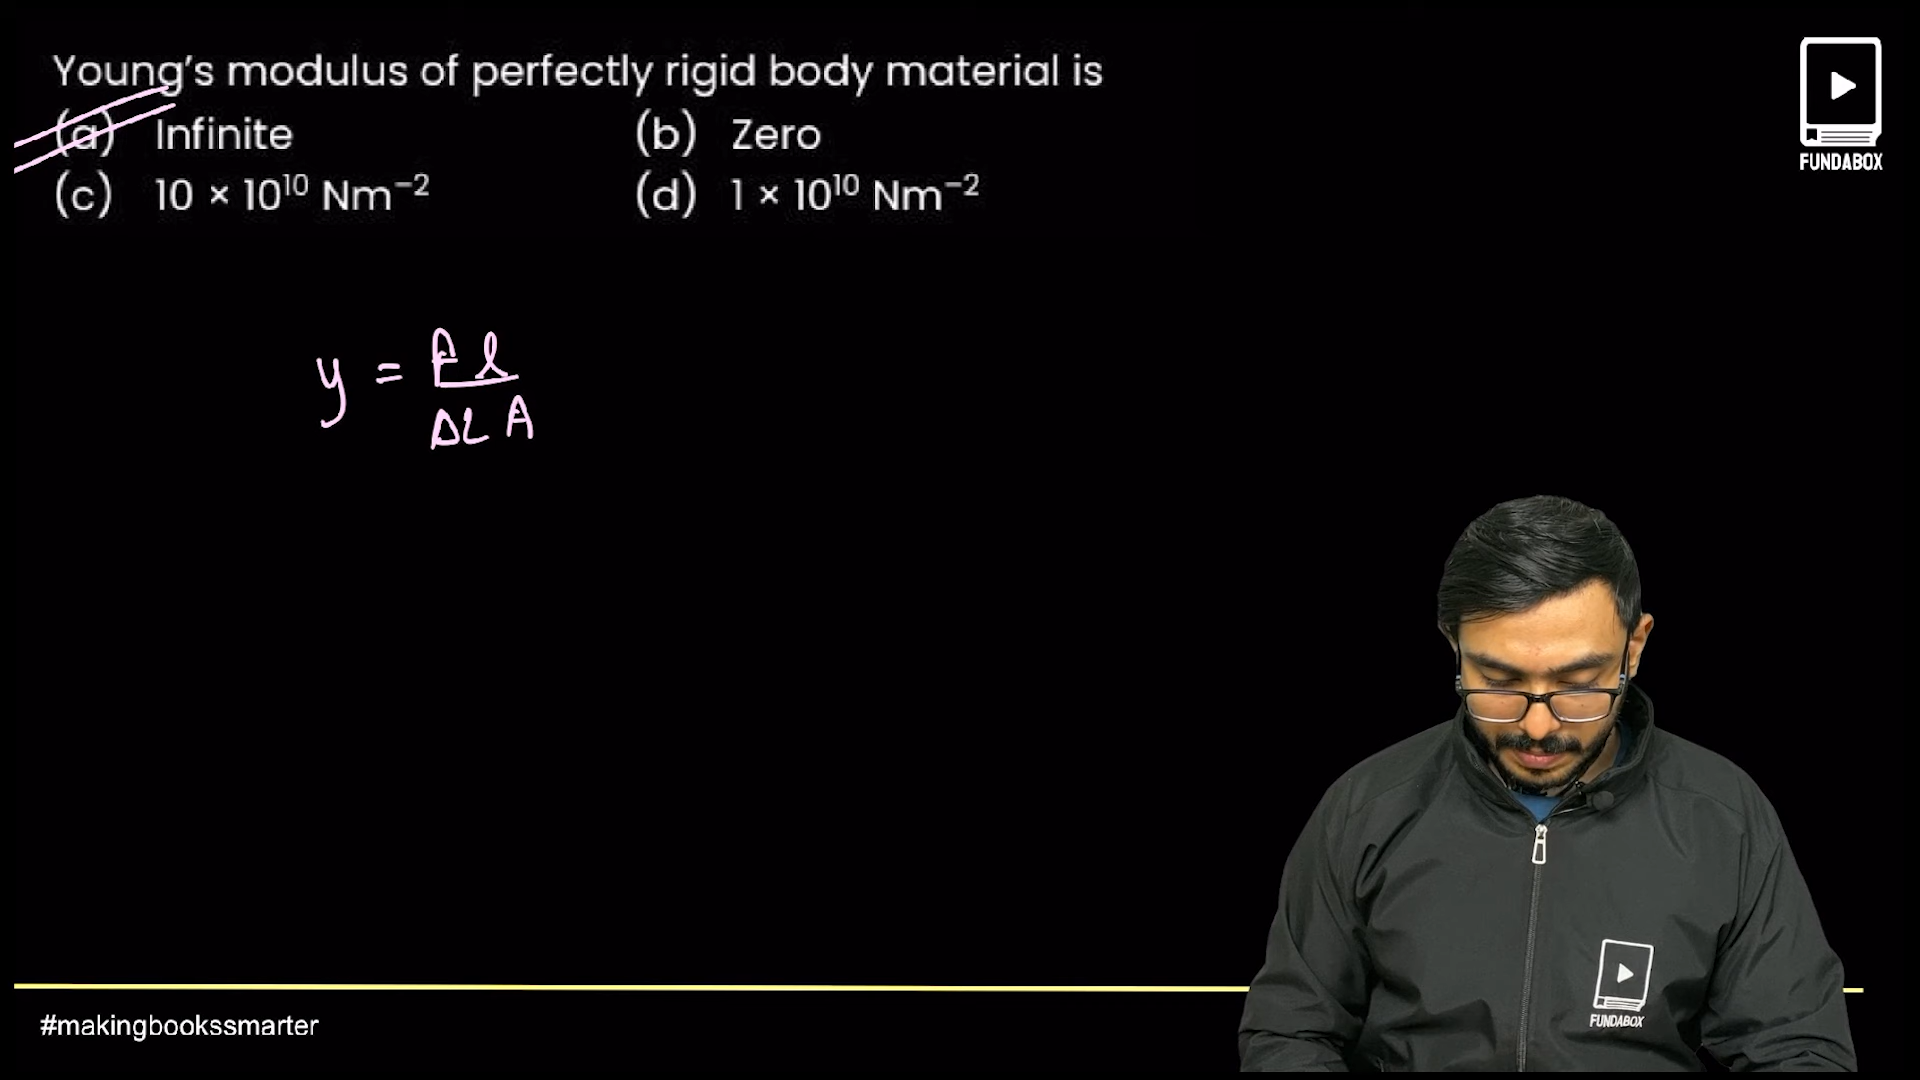 Young's modulus of perfectly rigid body material is
(a) Infinite (b) Zero
(c) 10 × 10¹⁰ Nm⁻² (d) 1 × 10¹⁰ Nm⁻²
FUNDABOX
y = Fl / ΔL A
FUNDABOX
#makingbookssmarter